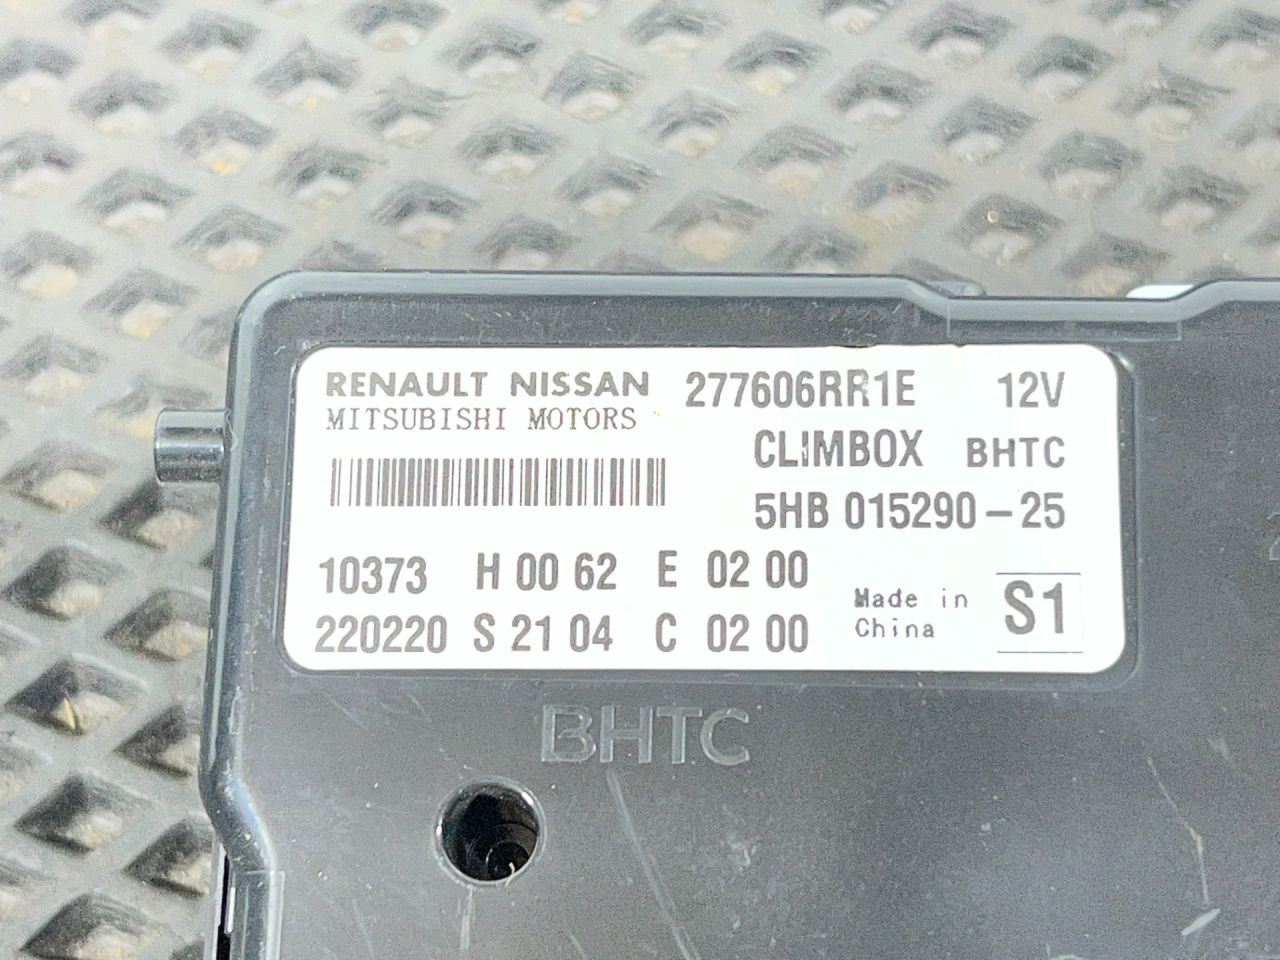 RENAULT NISSAN 277606RR1E 12V
MITSUBISHI MOTORS
CLIMBOX BHTC
5HB 015290-25
10373 H 00 62 E 02 00
220220 S 21 04 C 02 00
Made in
China
S1
BHTC